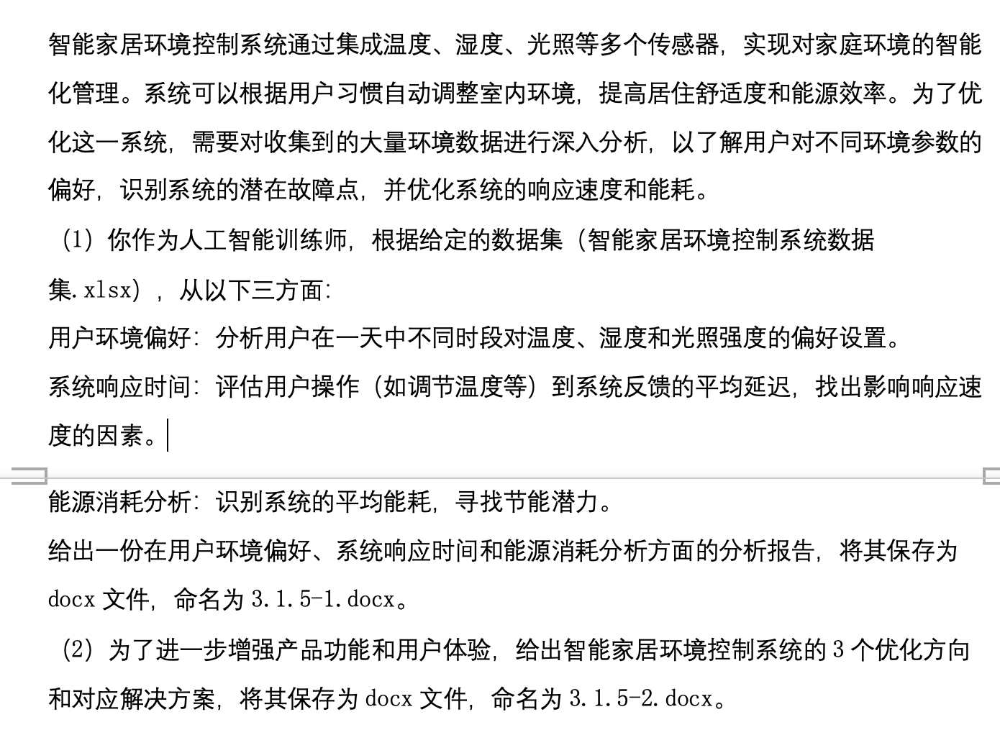 智能家居环境控制系统通过集成温度、湿度、光照等多个传感器，实现对家庭环境的智能
化管理。系统可以根据用户习惯自动调整室内环境，提高居住舒适度和能源效率。为了优
化这一系统，需要对收集到的大量环境数据进行深入分析，以了解用户对不同环境参数的
偏好，识别系统的潜在故障点，并优化系统的响应速度和能耗。
（1）你作为人工智能训练师，根据给定的数据集（智能家居环境控制系统数据
集.xlsx），从以下三方面：
用户环境偏好：分析用户在一天中不同时段对温度、湿度和光照强度的偏好设置。
系统响应时间：评估用户操作（如调节温度等）到系统反馈的平均延迟，找出影响响应速
度的因素。
能源消耗分析：识别系统的平均能耗，寻找节能潜力。
给出一份在用户环境偏好、系统响应时间和能源消耗分析方面的分析报告，将其保存为
docx 文件，命名为 3.1.5-1.docx。
（2）为了进一步增强产品功能和用户体验，给出智能家居环境控制系统的 3 个优化方向
和对应解决方案，将其保存为 docx 文件，命名为 3.1.5-2.docx。